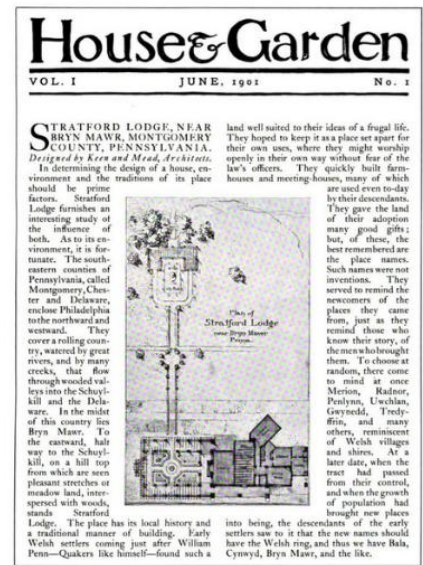 House & Garden
VOL. I JUNE, 1901 No. 1
STRATFORD LODGE, NEAR
BRYN MAWR, MONTGOMERY
COUNTY, PENNSYLVANIA.
Designed by Keen and Mead, Architects.
In determining the design of a house, en-
vironment and the traditions of its place
should be prime
factors. Stratford
Lodge furnishes an
interesting study of
the influence of
both. As to its en-
vironment, it is for-
tunate. The south-
eastern counties of
Pennsylvania, called
Montgomery, Ches-
ter and Delaware,
enclose Philadelphia
to the northward and
westward. They
cover a rolling coun-
try, watered by great
rivers, and by many
creeks, that flow
through wooded val-
leys into the Schuyl-
kill and the Dela-
ware. In the midst
of this country lies
Bryn Mawr. To
the eastward, half
way to the Schuyl-
kill, on a hill top
from which are seen
pleasant stretches of
meadow land, inter-
spersed with woods,
stands Stratford
Lodge. The place has its local history and
a traditional manner of building. Early
Welsh settlers coming just after William
Penn—Quakers like himself—found such a
Plan of
Stratford Lodge
near Bryn Mawr
Penna.
land well suited to their ideas of a frugal life.
They hoped to keep it as a place set apart for
their own uses, where they might worship
openly in their own way without fear of the
law's officers. They quickly built farm-
houses and meeting-houses, many of which
are used even to-day
by their descendants.
They gave the land
of their adoption
many good gifts;
but, of these, the
best remembered are
the place names.
Such names were not
inventions. They
served to remind the
newcomers of the
places they came
from, just as they
remind those who
know their story, of
the men who brought
them. To choose at
random, there come
to mind at once
Merion, Radnor,
Penlynn, Uwchlan,
Gwynedd, Tredy-
ffrin, and many
others, reminiscent
of Welsh villages
and shires. At a
later date, when the
tract had passed
from their control,
and when the growth
of population had
brought new places
into being, the descendants of the early
settlers saw to it that the new names should
have the Welsh ring, and thus we have Bala,
Cynwyd, Bryn Mawr, and the like.